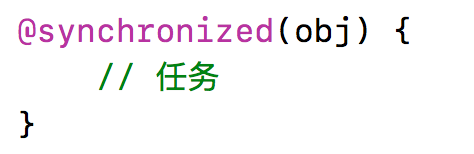 @synchronized(obj) {
    // 任务
}